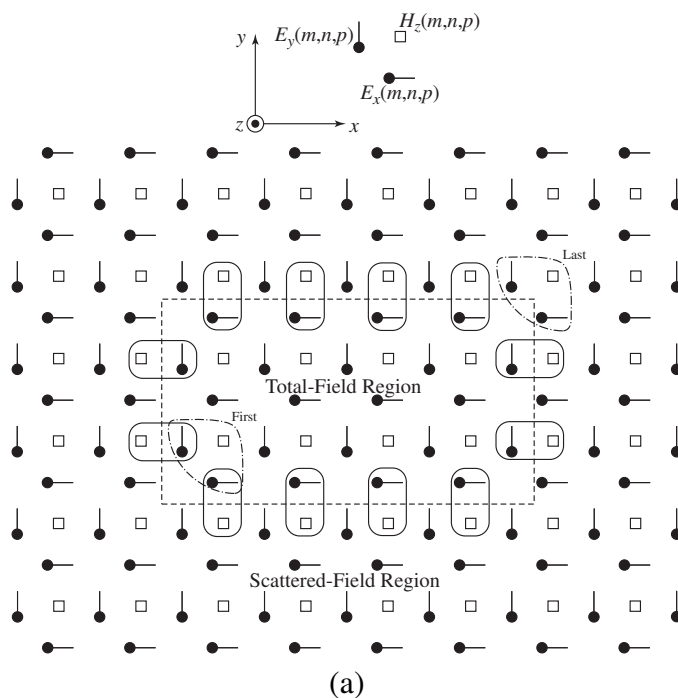 E_y(m,n,p)
H_z(m,n,p)
y
E_x(m,n,p)
z
x
Last
Total-Field Region
First
Scattered-Field Region
(a)